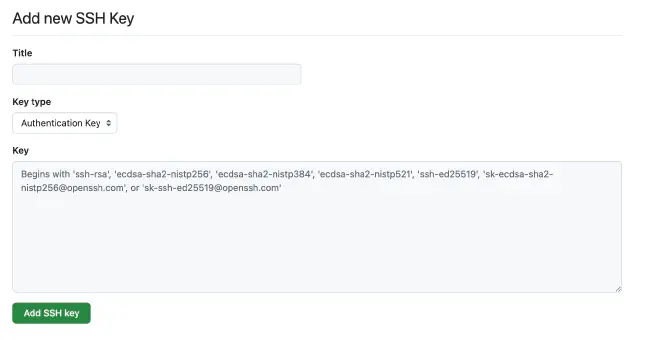 Add new SSH Key
Title
Key type
Authentication Key
Key
Begins with 'ssh-rsa', 'ecdsa-sha2-nistp256', 'ecdsa-sha2-nistp384', 'ecdsa-sha2-nistp521', 'ssh-ed25519', 'sk-ecdsa-sha2-
nistp256@openssh.com', or 'sk-ssh-ed25519@openssh.com'
Add SSH key